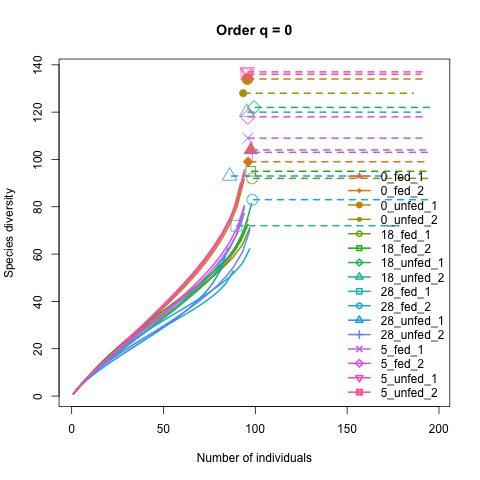 Order q = 0
Species diversity
140
120
100
80
60
40
20
0
0_fed_1
0_fed_2
0_unfed_1
0_unfed_2
18_fed_1
18_fed_2
18_unfed_1
18_unfed_2
28_fed_1
28_fed_2
28_unfed_1
28_unfed_2
5_fed_1
5_fed_2
5_unfed_1
5_unfed_2
0 50 100 150 200
Number of individuals